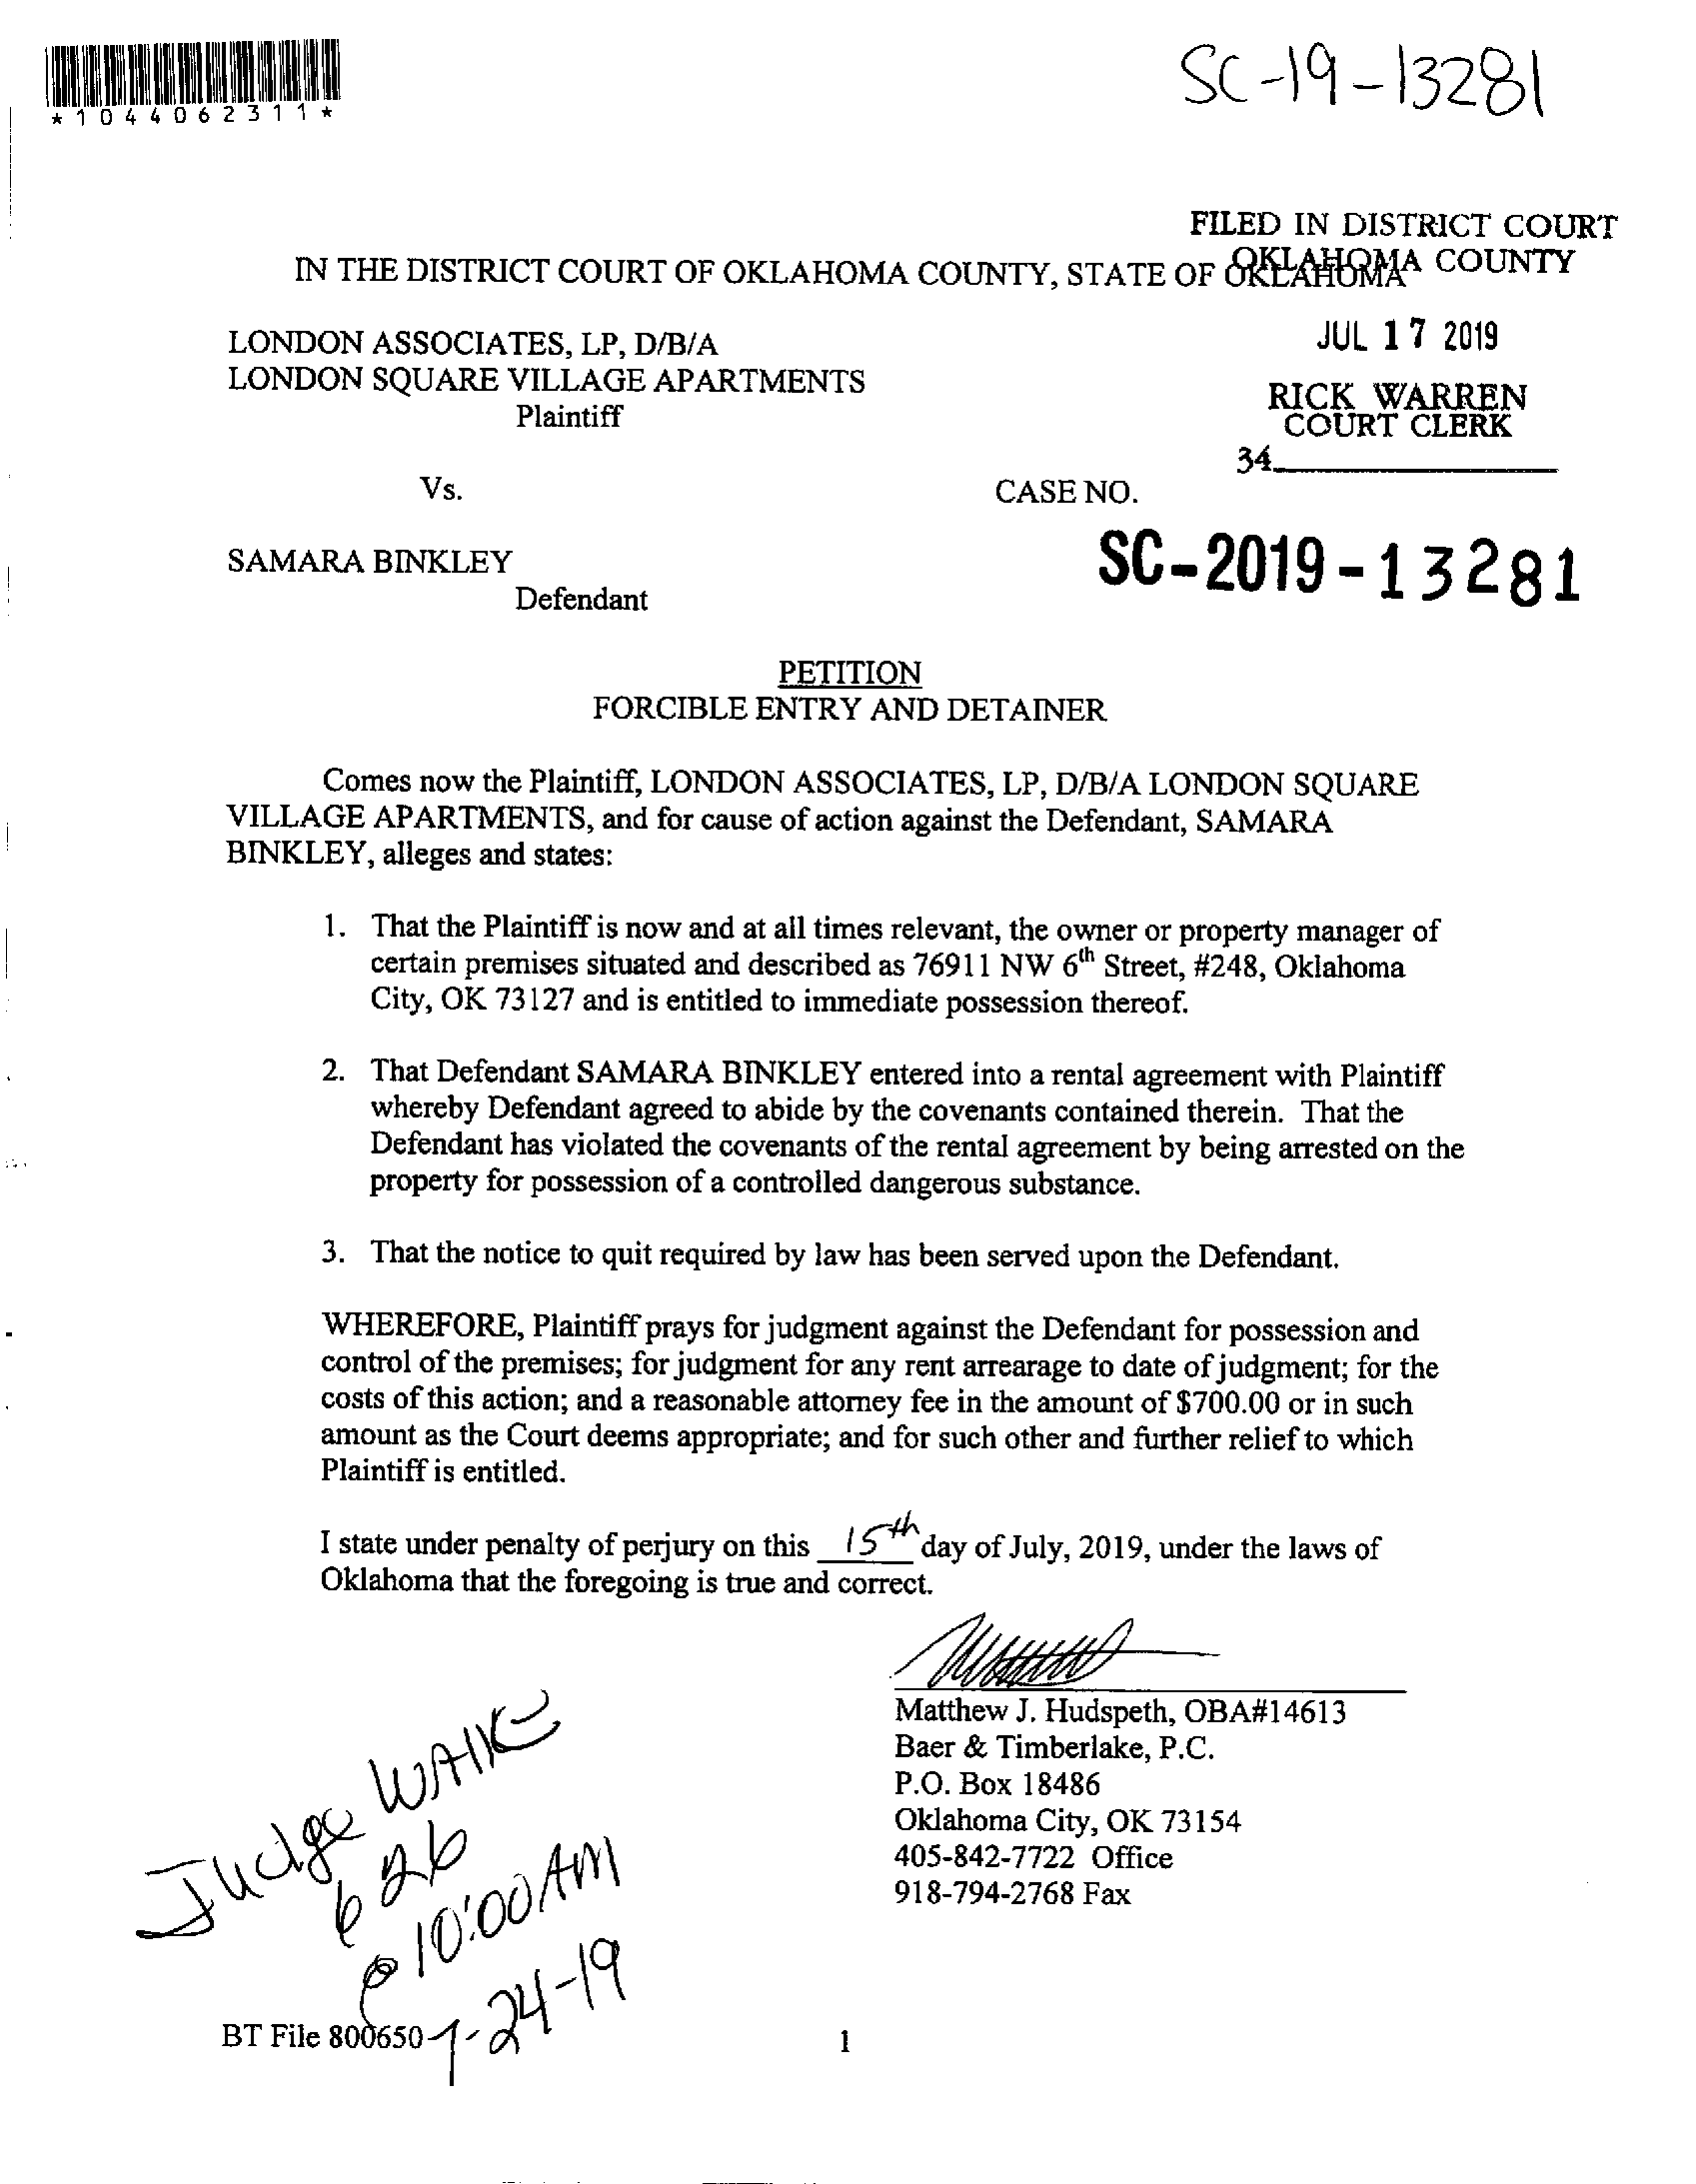 *1044062311*
SC-19-13281
FILED IN DISTRICT COURT
OKLAHOMA COUNTY
IN THE DISTRICT COURT OF OKLAHOMA COUNTY, STATE OF OKLAHOMA
JUL 17 2019
LONDON ASSOCIATES, LP, D/B/A
LONDON SQUARE VILLAGE APARTMENTS
Plaintiff
RICK WARREN
COURT CLERK
34
Vs.
CASE NO.
SC-2019-13281
SAMARA BINKLEY
Defendant
PETITION
FORCIBLE ENTRY AND DETAINER
Comes now the Plaintiff, LONDON ASSOCIATES, LP, D/B/A LONDON SQUARE
VILLAGE APARTMENTS, and for cause of action against the Defendant, SAMARA
BINKLEY, alleges and states:
1. That the Plaintiff is now and at all times relevant, the owner or property manager of
certain premises situated and described as 76911 NW 6th Street, #248, Oklahoma
City, OK 73127 and is entitled to immediate possession thereof.
2. That Defendant SAMARA BINKLEY entered into a rental agreement with Plaintiff
whereby Defendant agreed to abide by the covenants contained therein. That the
Defendant has violated the covenants of the rental agreement by being arrested on the
property for possession of a controlled dangerous substance.
3. That the notice to quit required by law has been served upon the Defendant.
WHEREFORE, Plaintiff prays for judgment against the Defendant for possession and
control of the premises; for judgment for any rent arrearage to date of judgment; for the
costs of this action; and a reasonable attorney fee in the amount of $700.00 or in such
amount as the Court deems appropriate; and for such other and further relief to which
Plaintiff is entitled.
I state under penalty of perjury on this 15th day of July, 2019, under the laws of
Oklahoma that the foregoing is true and correct.
Matthew J. Hudspeth, OBA#14613
Baer & Timberlake, P.C.
P.O. Box 18486
Oklahoma City, OK 73154
405-842-7722 Office
918-794-2768 Fax
Judge WAlKe
626
@ 10:00 AM
7-24-19
BT File 800650
1